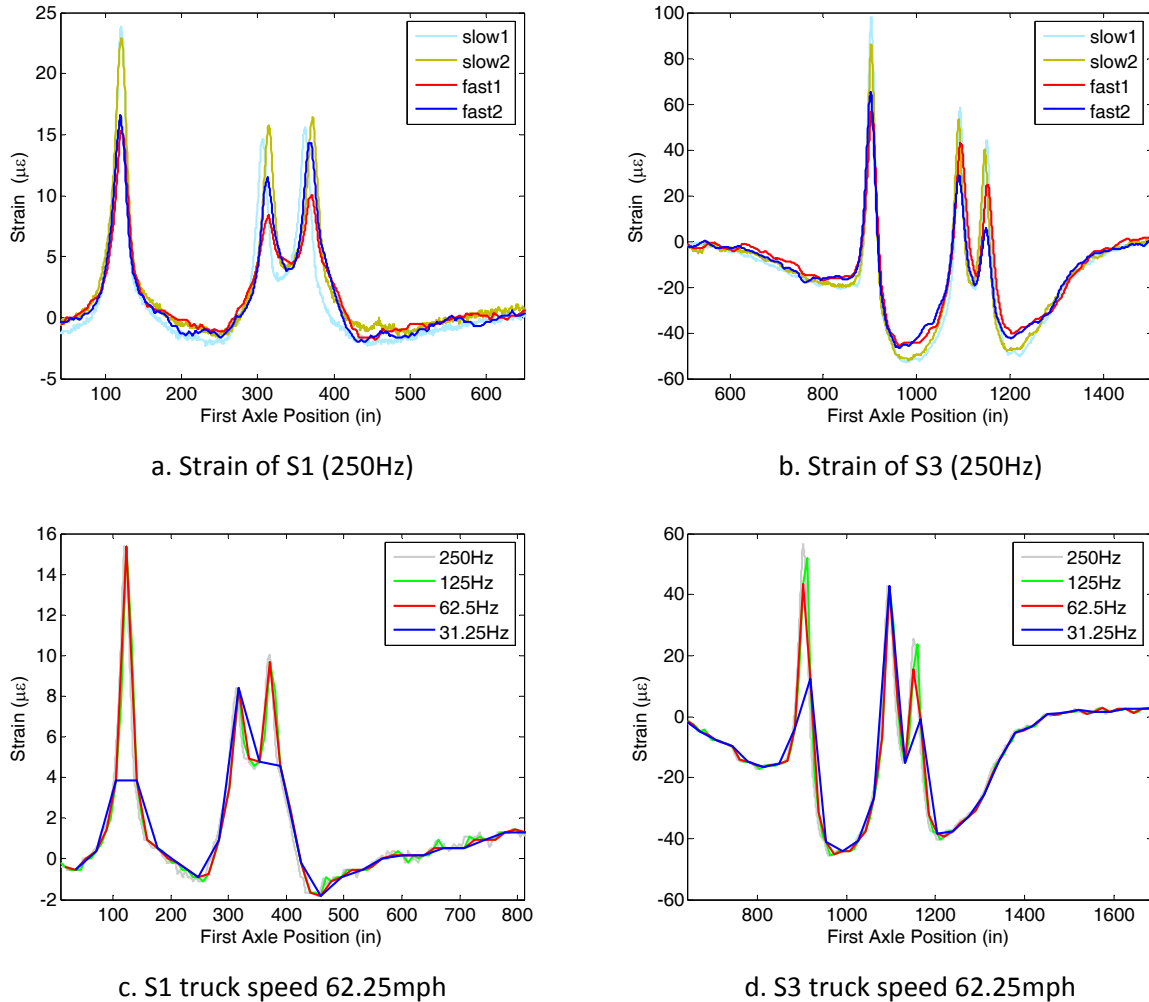 25
20
15
10
5
0
-5
100 200 300 400 500 600
Strain (με)
First Axle Position (in)
slow1
slow2
fast1
fast2
a. Strain of S1 (250Hz)
100
80
60
40
20
0
-20
-40
-60
600 800 1000 1200 1400
Strain (με)
First Axle Position (in)
slow1
slow2
fast1
fast2
b. Strain of S3 (250Hz)
16
14
12
10
8
6
4
2
0
-2
100 200 300 400 500 600 700 800
Strain (με)
First Axle Position (in)
250Hz
125Hz
62.5Hz
31.25Hz
c. S1 truck speed 62.25mph
60
40
20
0
-20
-40
-60
800 1000 1200 1400 1600
Strain (με)
First Axle Position (in)
250Hz
125Hz
62.5Hz
31.25Hz
d. S3 truck speed 62.25mph